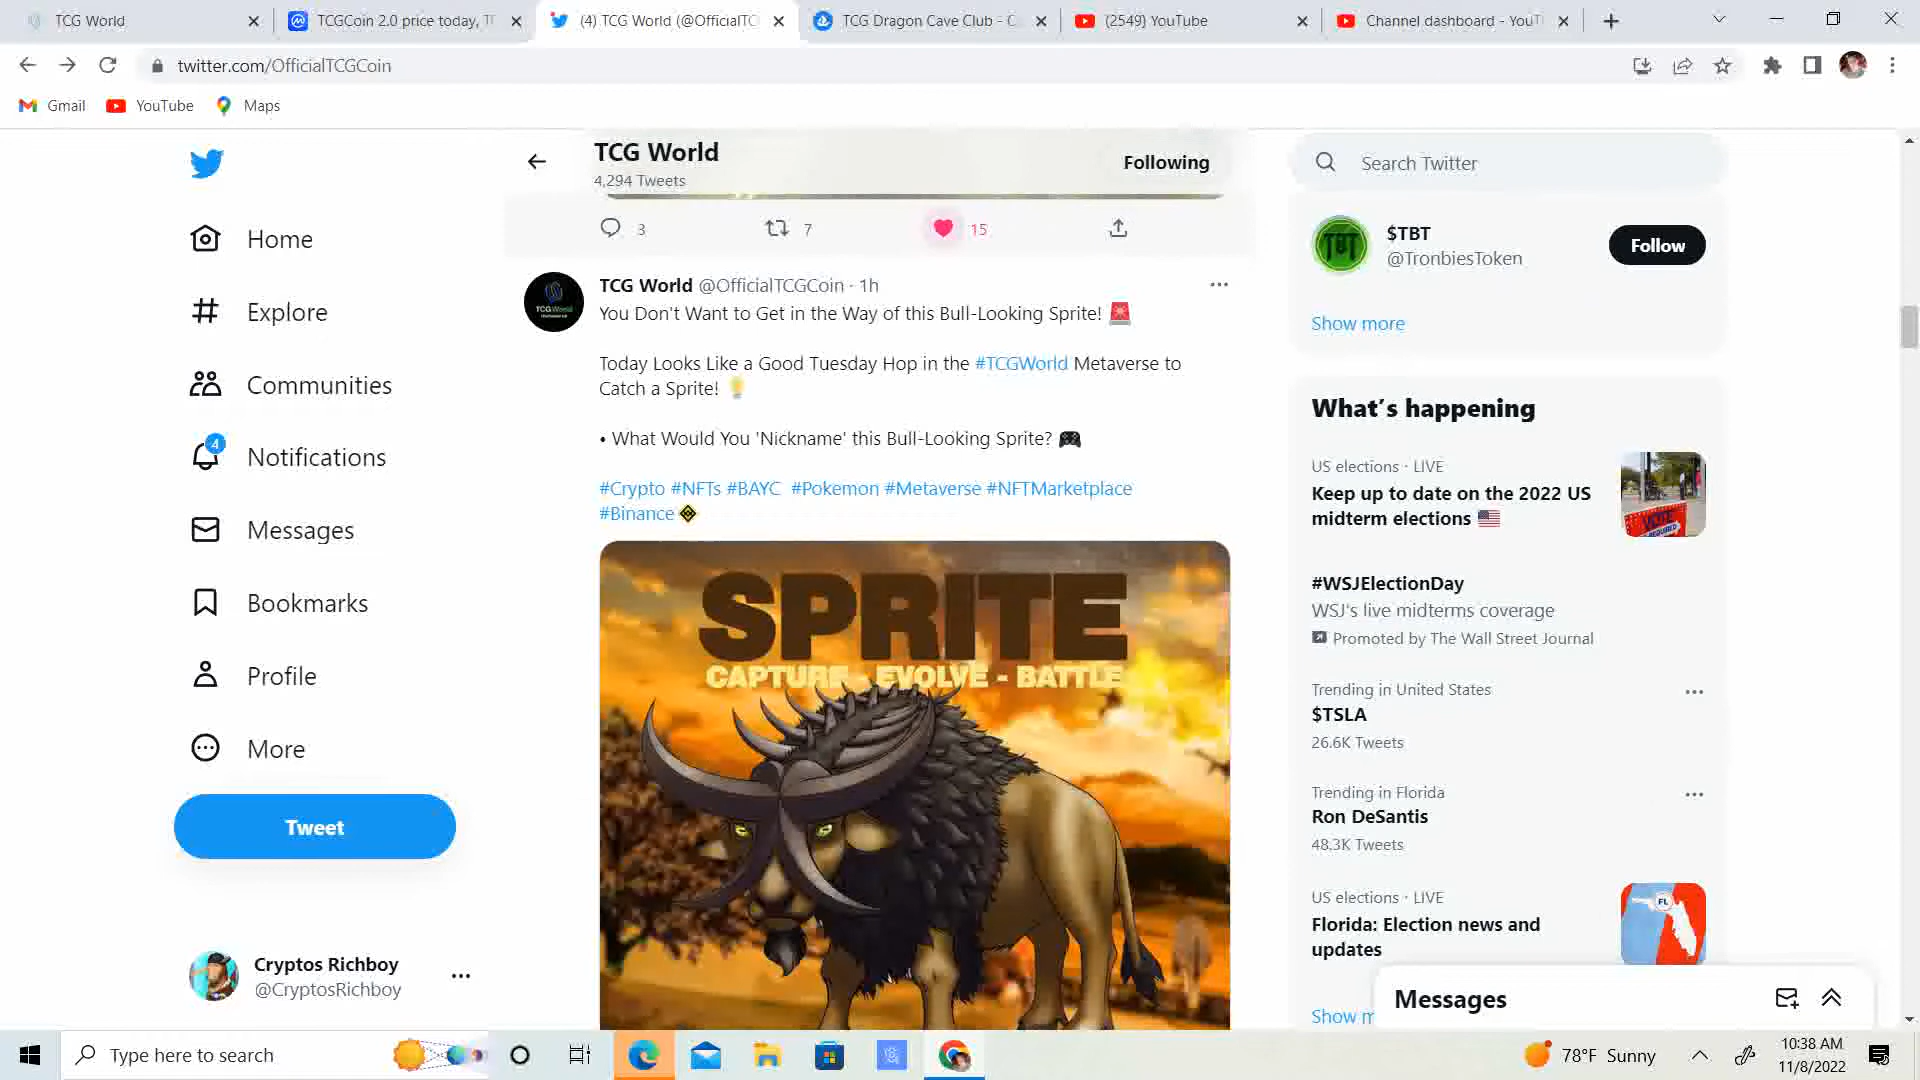 TCG World
TCGCoin 2.0 price today, T
(4) TCG World (@OfficialTC
TCG Dragon Cave Club - C
(2549) YouTube
Channel dashboard - YouT
twitter.com/OfficialTCGCoin
Gmail
YouTube
Maps
TCG World
4,294 Tweets
Following
3
7
15
TCG World @OfficialTCGCoin · 1h
You Don't Want to Get in the Way of this Bull-Looking Sprite! 🚨
Today Looks Like a Good Tuesday Hop in the #TCGWorld Metaverse to
Catch a Sprite! 💡
• What Would You 'Nickname' this Bull-Looking Sprite? 🎮
#Crypto #NFTs #BAYC #Pokemon #Metaverse #NFTMarketplace
#Binance
SPRITE
CAPTURE - EVOLVE - BATTLE
Home
Explore
Communities
4
Notifications
Messages
Bookmarks
Profile
More
Tweet
Cryptos Richboy
@CryptosRichboy
Search Twitter
TBT
$TBT
@TronbiesToken
Follow
Show more
What's happening
US elections · LIVE
Keep up to date on the 2022 US
midterm elections 🇺🇸
VOTE
#WSJElectionDay
WSJ's live midterms coverage
Promoted by The Wall Street Journal
Trending in United States
$TSLA
26.6K Tweets
Trending in Florida
Ron DeSantis
48.3K Tweets
US elections · LIVE
Florida: Election news and
updates
FL
Show m
Messages
Type here to search
78°F Sunny
10:38 AM
11/8/2022